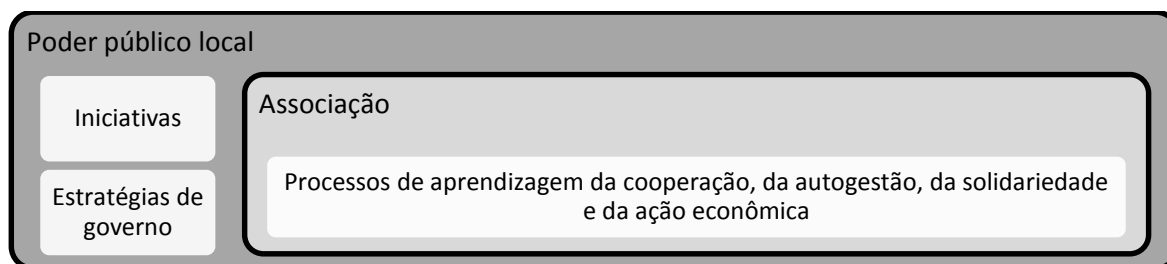 Poder público local
Iniciativas
Estratégias de
governo
Associação
Processos de aprendizagem da cooperação, da autogestão, da solidariedade
e da ação econômica